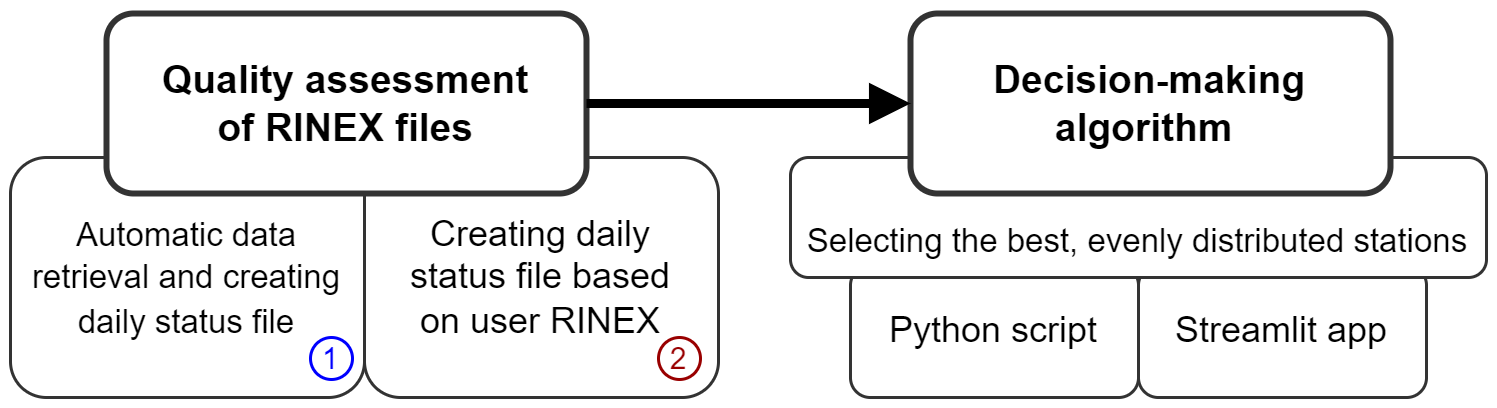 Quality assessment
of RINEX files
Automatic data
retrieval and creating
daily status file
1
Creating daily
status file based
on user RINEX
2
Decision-making
algorithm
Selecting the best, evenly distributed stations
Python script
Streamlit app